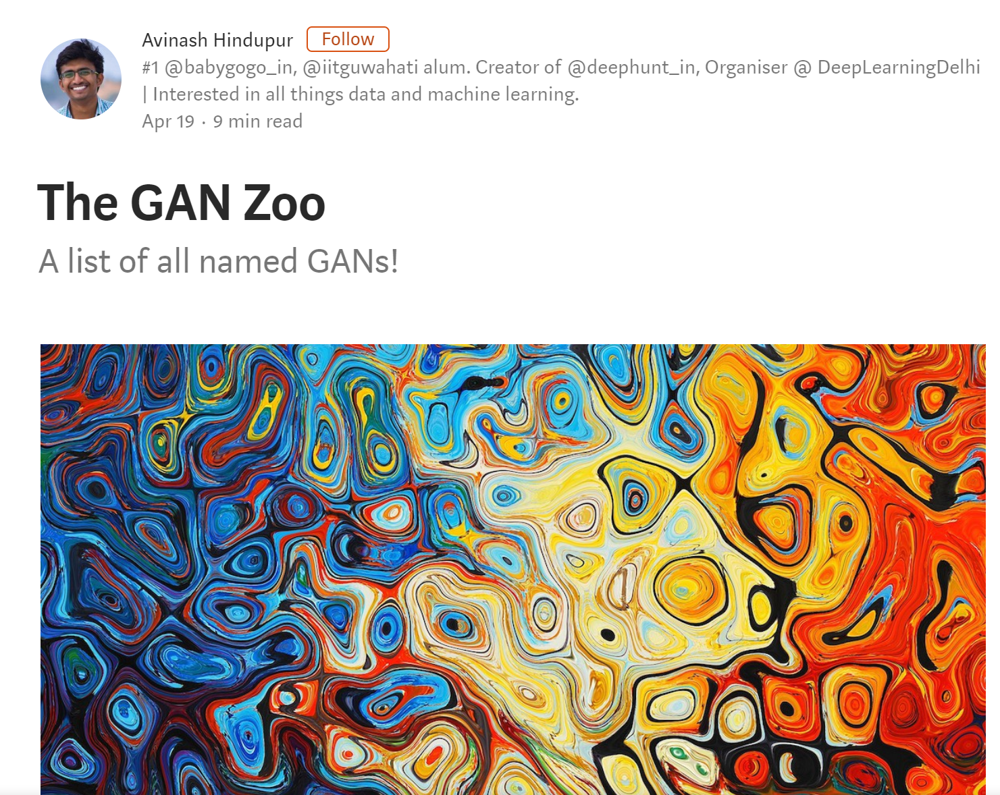 Avinash Hindupur Follow
#1 @babygogo_in, @iitguwahati alum. Creator of @deephunt_in, Organiser @ DeepLearningDelhi
| Interested in all things data and machine learning.
Apr 19 · 9 min read
The GAN Zoo
A list of all named GANs!